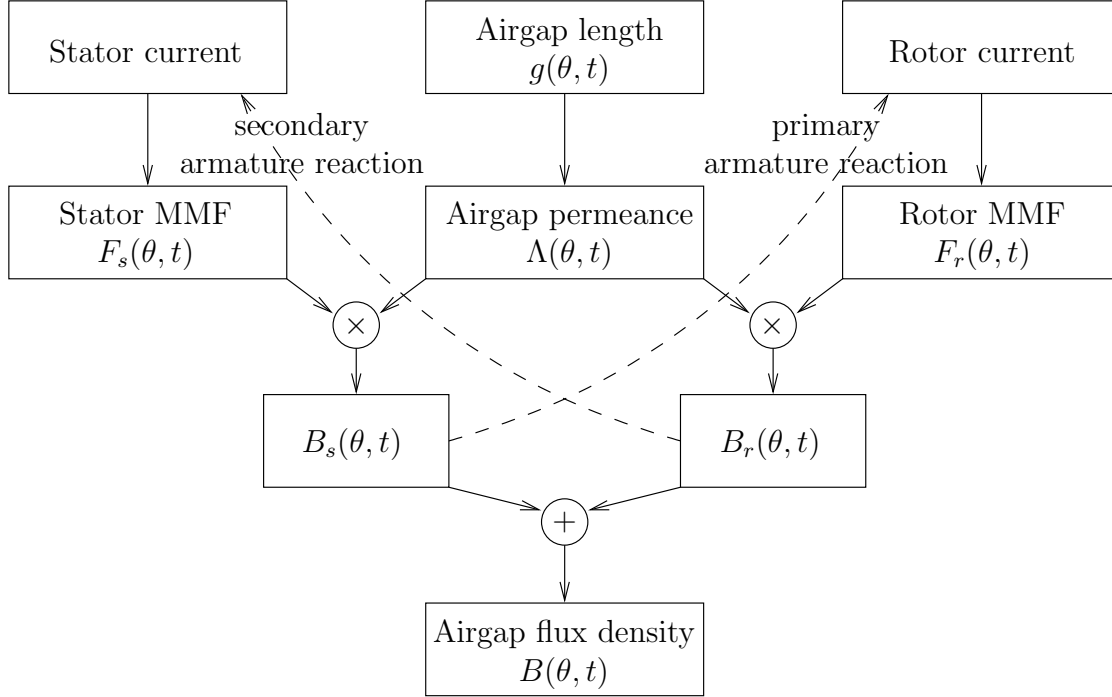 Stator current
Airgap length
g(θ, t)
Rotor current
secondary
armature reaction
primary
armature reaction
Stator MMF
F_s(θ, t)
Airgap permeance
Λ(θ, t)
Rotor MMF
F_r(θ, t)
×
×
B_s(θ, t)
B_r(θ, t)
+
Airgap flux density
B(θ, t)